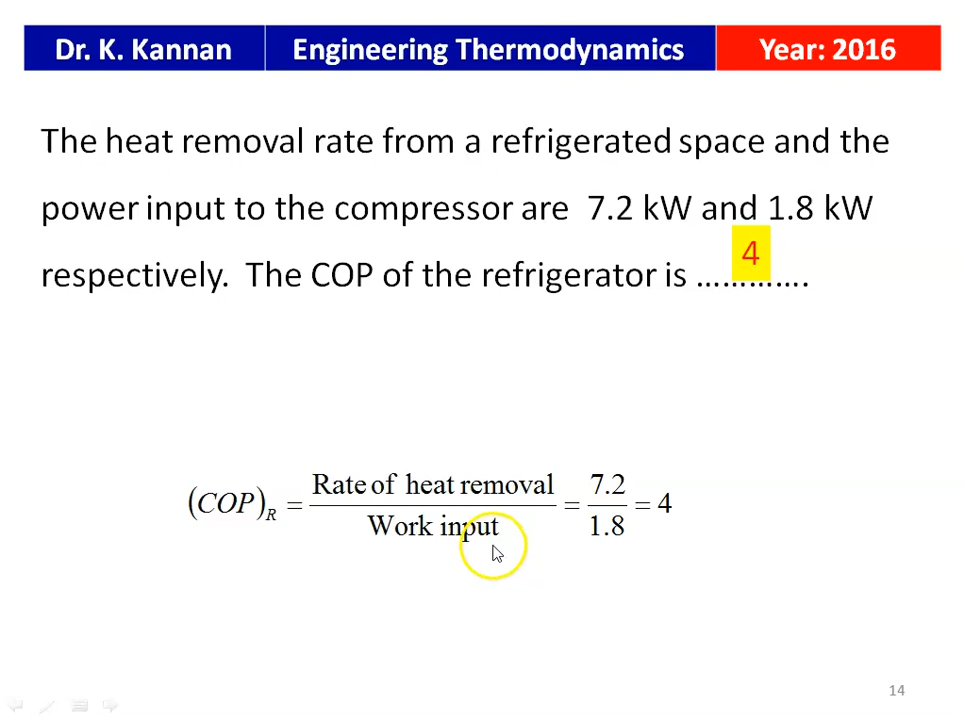 Dr. K. Kannan Engineering Thermodynamics Year: 2016
The heat removal rate from a refrigerated space and the
power input to the compressor are 7.2 kW and 1.8 kW
4
respectively. The COP of the refrigerator is ………….
(COP)R = Rate of heat removal / Work input = 7.2 / 1.8 = 4
14